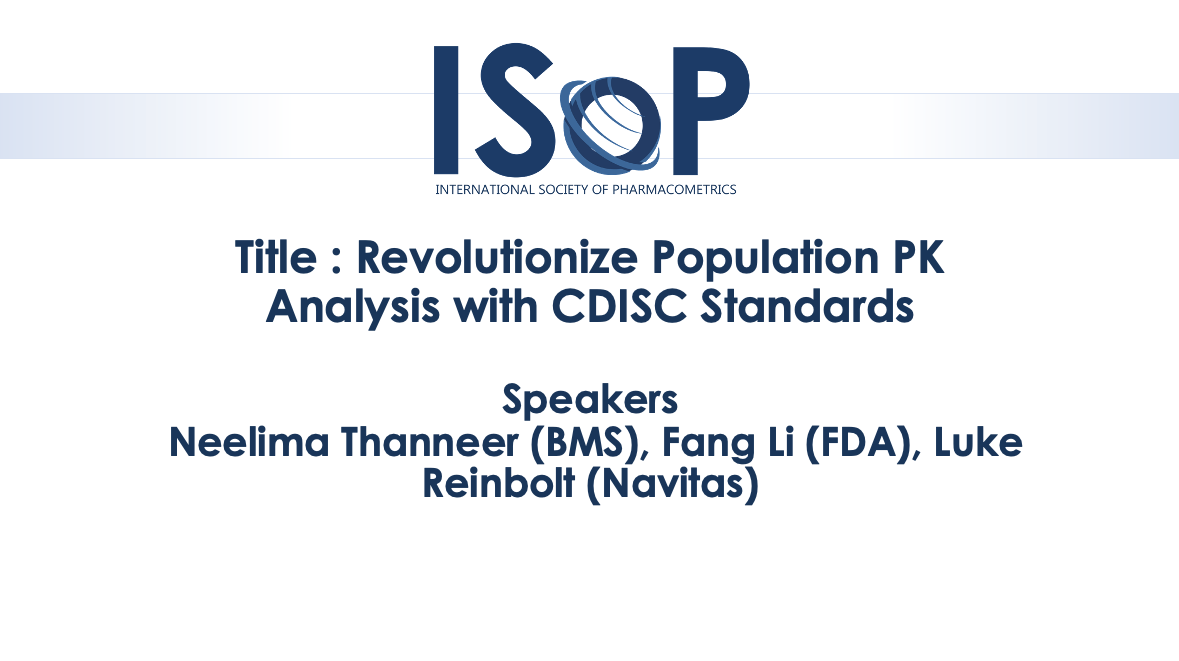 ISoP
INTERNATIONAL SOCIETY OF PHARMACOMETRICS
Title : Revolutionize Population PK
Analysis with CDISC Standards
Speakers
Neelima Thanneer (BMS), Fang Li (FDA), Luke
Reinbolt (Navitas)